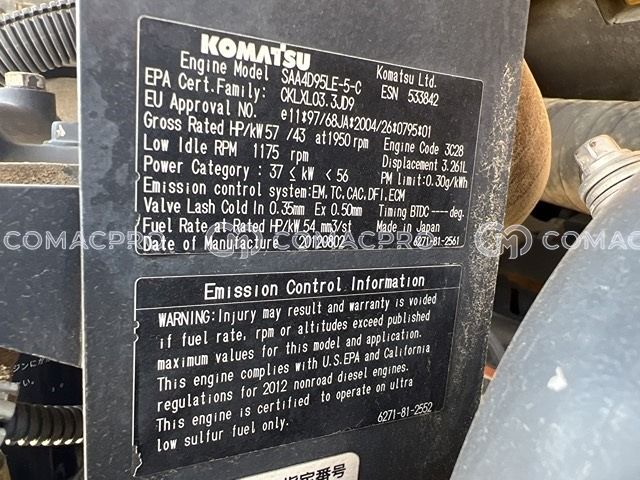 KOMATSU
Engine Model SAA4D95LE-5-C Komatsu Ltd.
EPA Cert.Family: CKLXL03.3JD9 ESN 533842
EU Approval NO. e11*97/68JA*2004/26*0795*01
Gross Rated HP/kW 57 /43 at1950rpm Engine Code 3C28
Low Idle RPM 1175 rpm Displacement 3.261L
Power Category : 37 ≤ kW < 56 PM limit:0.30g/kWh
Emission control system:EM,TC,CAC,DFI,ECM
Valve Lash Cold In 0.35mm Ex 0.50mm Timing BTDC ----deg.
Fuel Rate at Rated HP/kW 54 mm3/st Made in Japan
Date of Manufacture 20120802 6271-81-2561
COMACPRO COMACPRO COMACPRO
Emission Control Information
WARNING:Injury may result and warranty is voided
if fuel rate, rpm or altitudes exceed published
maximum values for this model and application.
This engine complies with U.S.EPA and California
regulations for 2012 nonroad diesel engines.
This engine is certified to operate on ultra
low sulfur fuel only. 6271-81-2552
指定番号